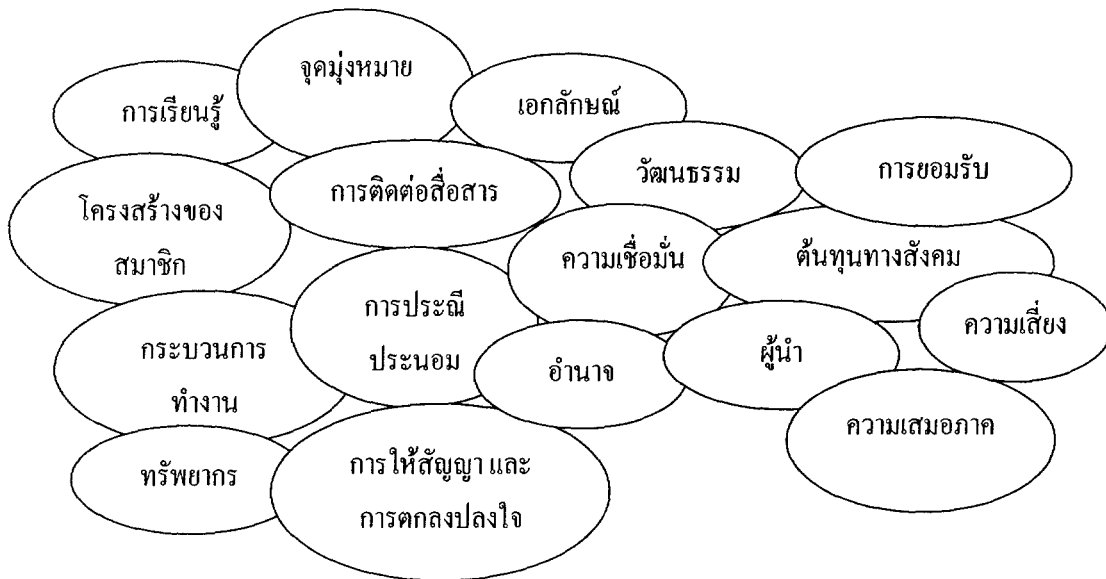 จุดมุ่งหมาย
การเรียนรู้
เอกลักษณ์
วัฒนธรรม
การยอมรับ
การติดต่อสื่อสาร
โครงสร้างของ
สมาชิก
ความเชื่อมั่น
ต้นทุนทางสังคม
การประณี
ประนอม
ความเสี่ยง
กระบวนการ
ทำงาน
อำนาจ
ผู้นำ
ความเสมอภาค
ทรัพยากร
การให้สัญญา และ
การตกลงปลงใจ